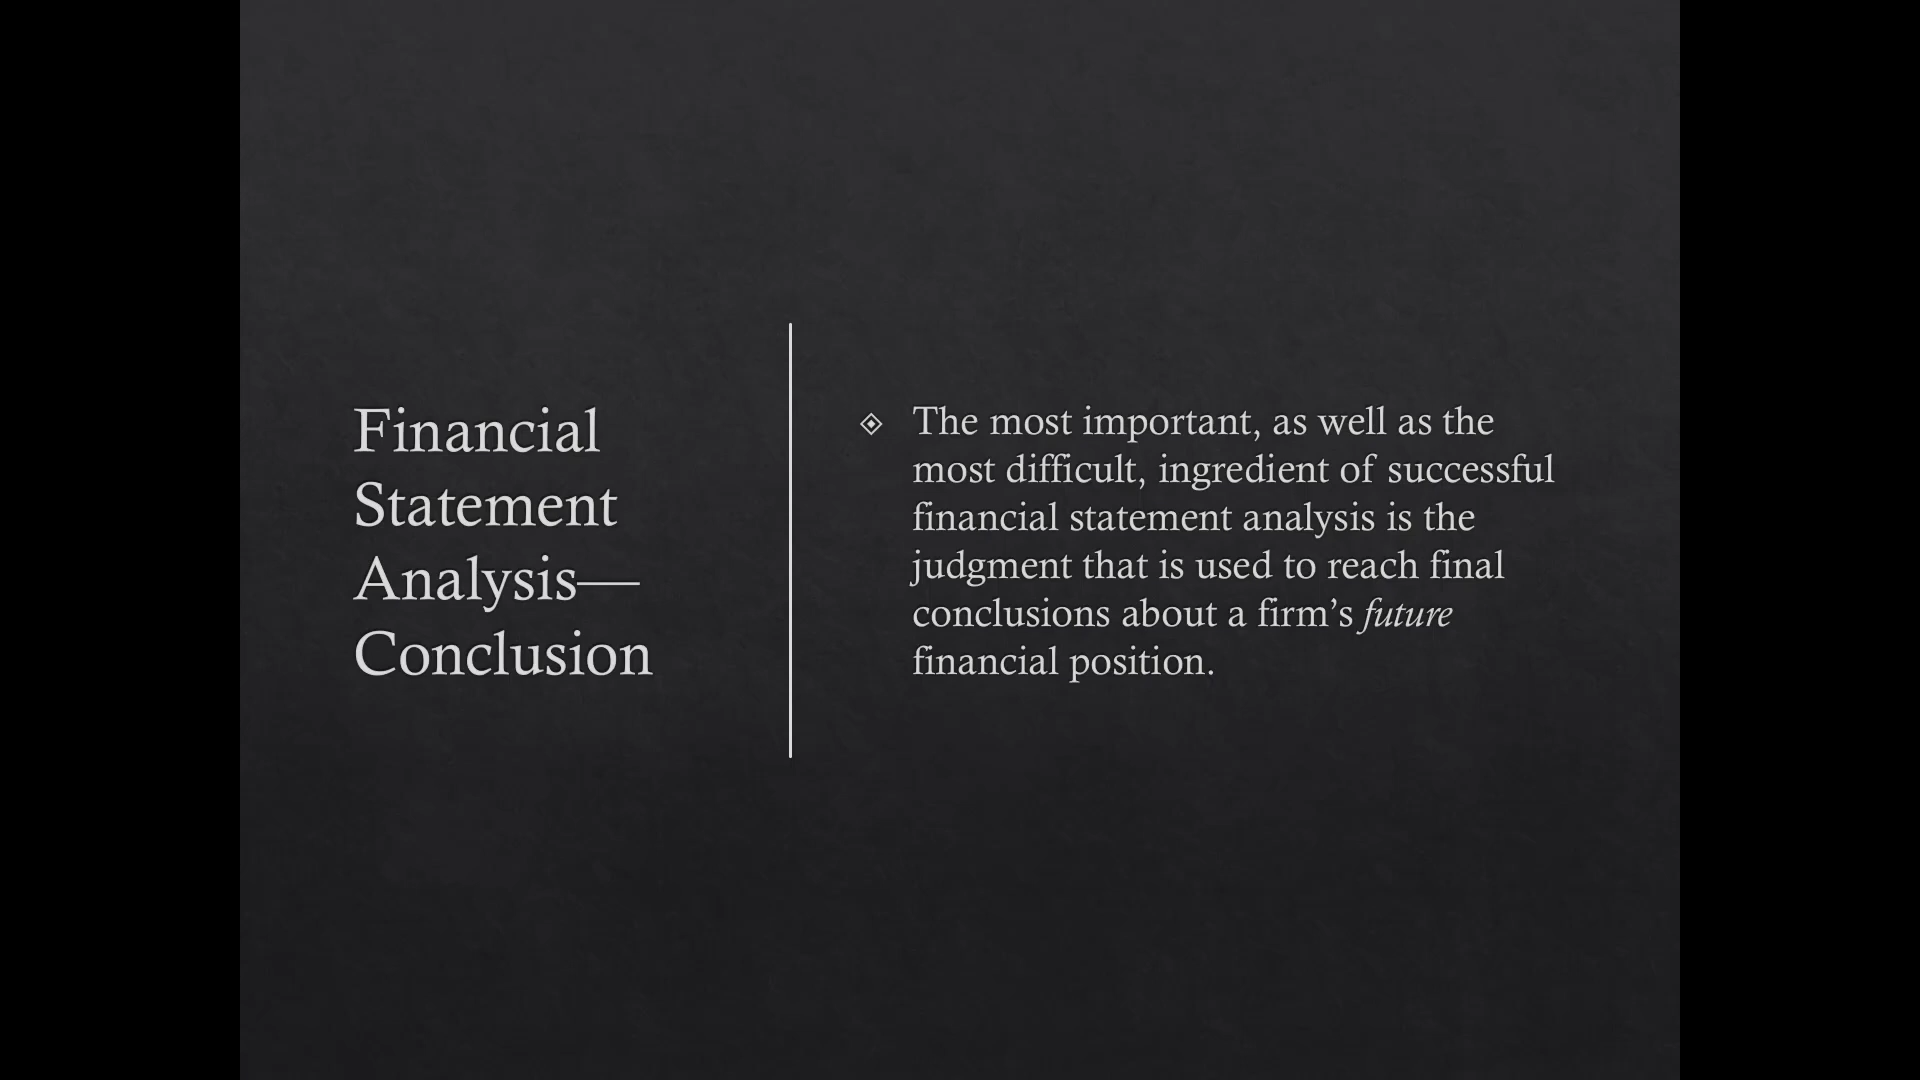 Financial
Statement
Analysis—
Conclusion
The most important, as well as the
most difficult, ingredient of successful
financial statement analysis is the
judgment that is used to reach final
conclusions about a firm’s future
financial position.